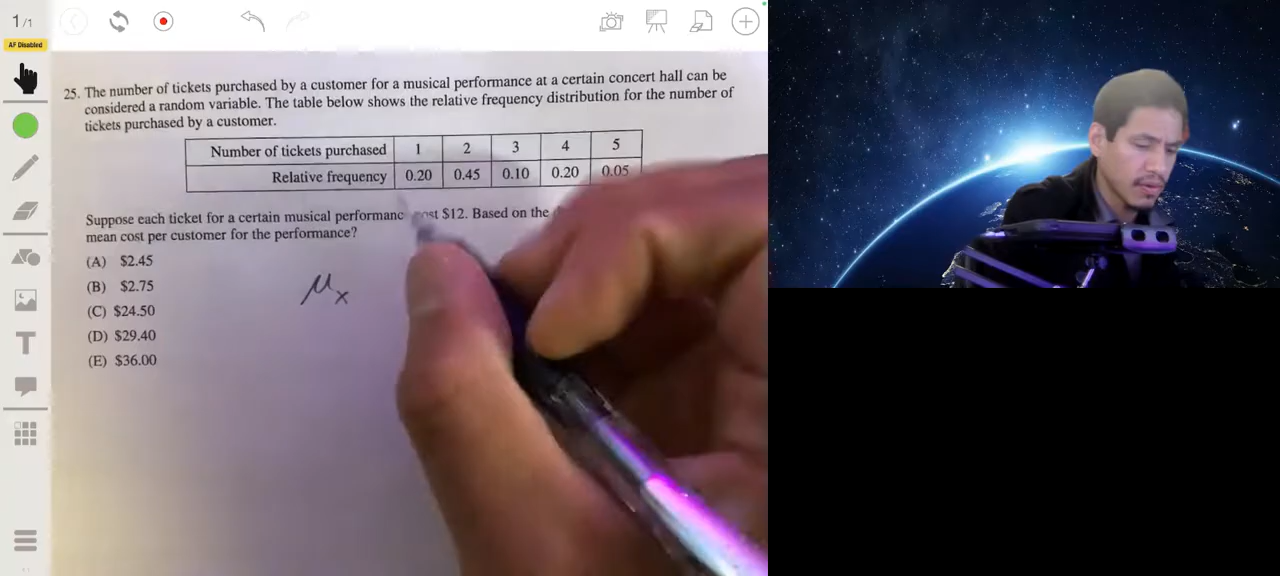 1/1
AF Disabled
25. The number of tickets purchased by a customer for a musical performance at a certain concert hall can be
considered a random variable. The table below shows the relative frequency distribution for the number of
tickets purchased by a customer.
Number of tickets purchased 1 2 3 4 5
Relative frequency 0.20 0.45 0.10 0.20 0.05
Suppose each ticket for a certain musical cost $12. Based on the
mean cost per customer for the performance?
(A) $2.45
(B) $2.75
(C) $24.50
(D) $29.40
(E) $36.00
μx